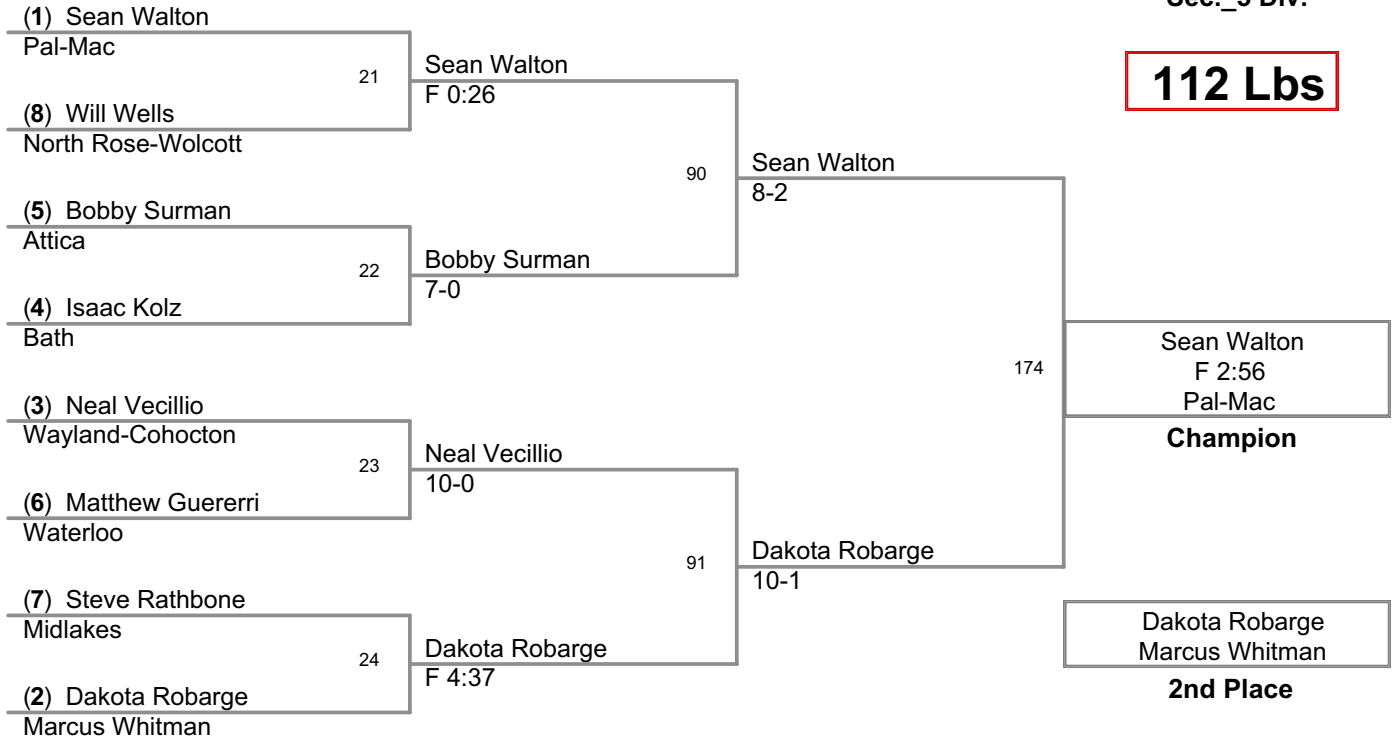 Sec._5 Div.
112 Lbs
(1) Sean Walton
Pal-Mac
21
(8) Will Wells
North Rose-Wolcott
(5) Bobby Surman
Attica
22
(4) Isaac Kolz
Bath
(3) Neal Vecillio
Wayland-Cohocton
23
(6) Matthew Guererri
Waterloo
(7) Steve Rathbone
Midlakes
24
(2) Dakota Robarge
Marcus Whitman
Sean Walton
F 0:26
90
Bobby Surman
7-0
Neal Vecillio
10-0
91
Dakota Robarge
F 4:37
Sean Walton
8-2
174
Dakota Robarge
10-1
Sean Walton
F 2:56
Pal-Mac
Champion
Dakota Robarge
Marcus Whitman
2nd Place